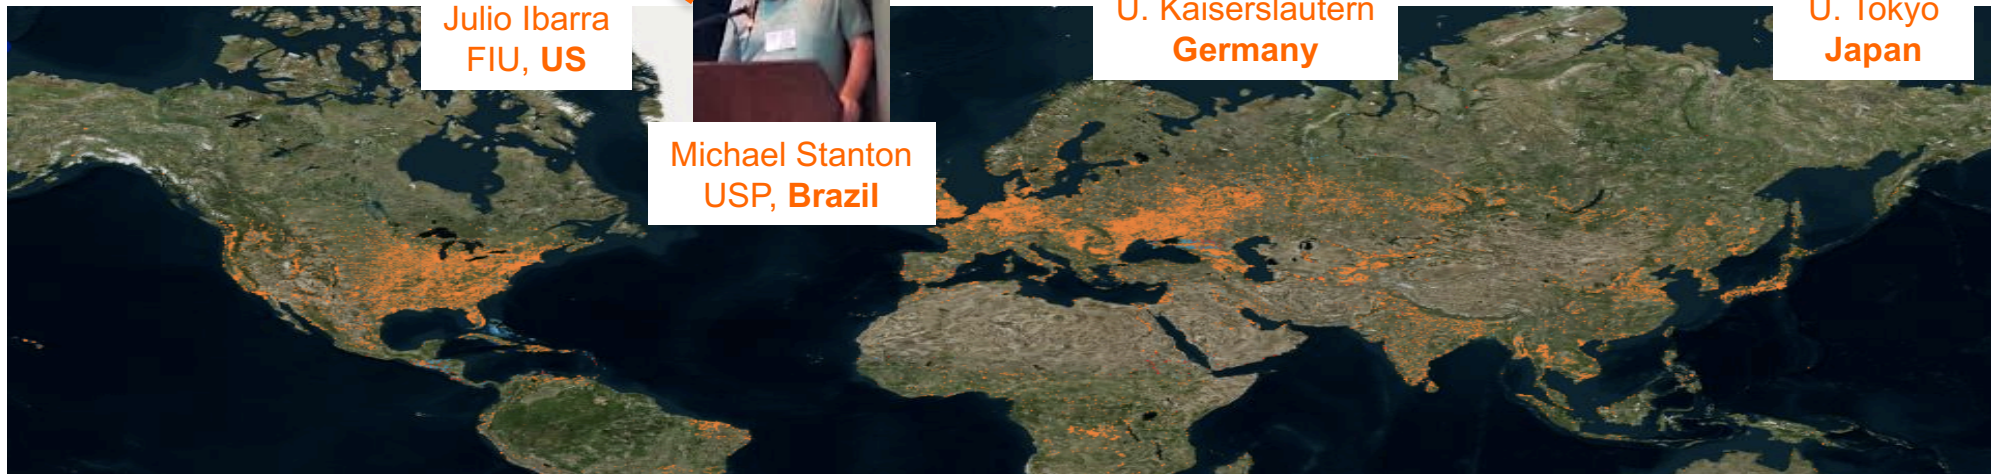 Julio Ibarra
FIU, US
Michael Stanton
USP, Brazil
U. Kaiserslautern
Germany
U. Tokyo
Japan